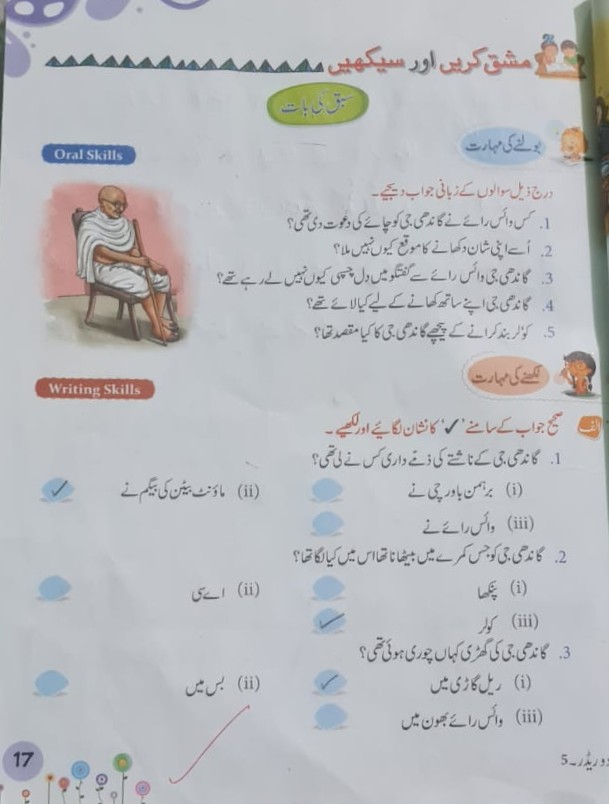 مشق کریں اور سیکھیں
سبق کی بات
بولنے کی مہارت
Oral Skills
درج ذیل سوالوں کے زبانی جواب دیجیے۔
1. کس وائس رائے نے گاندھی جی کو چائے کی دعوت دی تھی؟
2. اُسے اپنی شان دکھانے کا موقع کیوں نہیں ملا؟
3. گاندھی جی وائس رائے سے گفتگو میں دل چسپی کیوں نہیں لے رہے تھے؟
4. گاندھی جی اپنے ساتھ کھانے کے لیے کیا لائے تھے؟
5. کولر بند کرانے کے پیچھے گاندھی جی کا کیا مقصد تھا؟
لکھنے کی مہارت
Writing Skills
الف صحیح جواب کے سامنے '✓' کا نشان لگائیے اور لکھیے۔
1. گاندھی جی کے ناشتے کی ذمّے داری کس نے لی تھی؟
(i) برہمن باورچی نے (ii) ماؤنٹ بیٹن کی بیگم نے ✓
(iii) وائس رائے نے
2. گاندھی جی کو جس کمرے میں بیٹھانا تھا اس میں کیا لگا تھا؟
(i) پنکھا (ii) اے سی
(iii) کولر ✓
3. گاندھی جی کی گھڑی کہاں چوری ہوئی تھی؟
(i) ریل گاڑی میں ✓ (ii) بس میں
(iii) وائس رائے بھون میں
17
دو ریڈر۔5